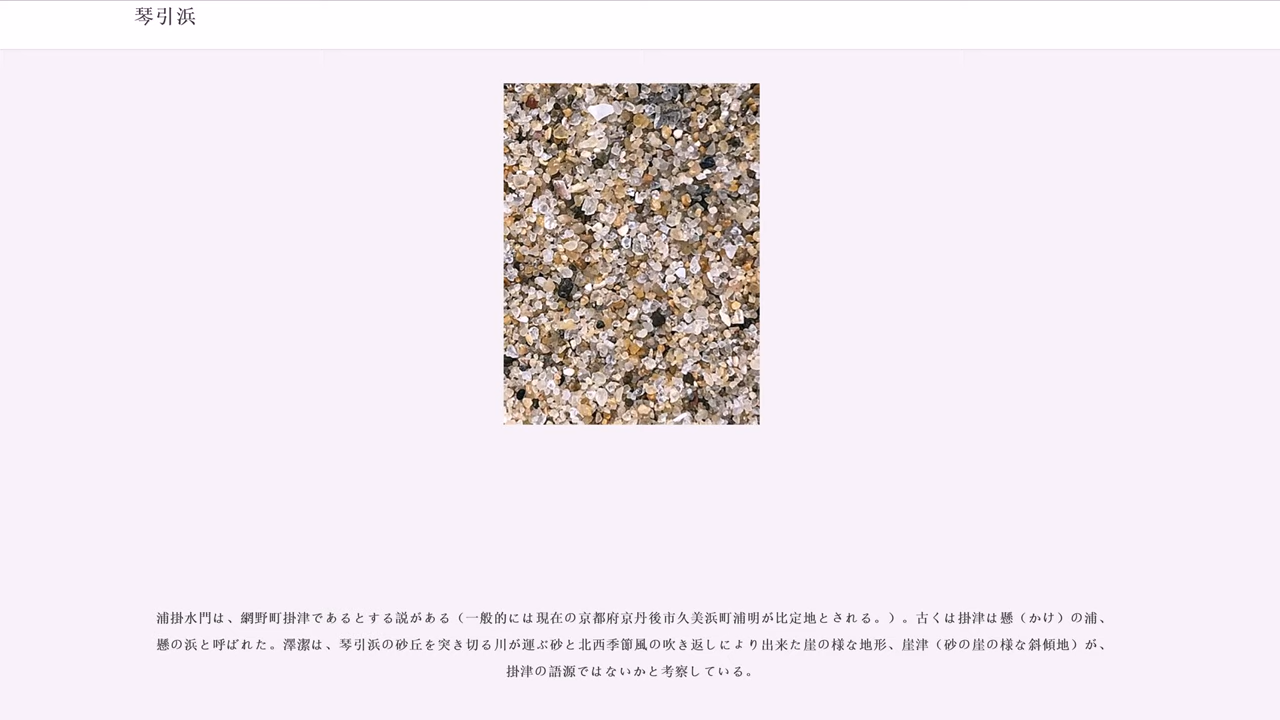 琴引浜
浦掛水門は、網野町掛津であるとする説がある（一般的には現在の京都府京丹後市久美浜町浦明が比定地とされる。）。古くは掛津は懸（かけ）の浦、
懸の浜と呼ばれた。澤潔は、琴引浜の砂丘を突き切る川が運ぶ砂と北西季節風の吹き返しにより出来た崖の様な地形、崖津（砂の崖の様な斜傾地）が、
掛津の語源ではないかと考察している。